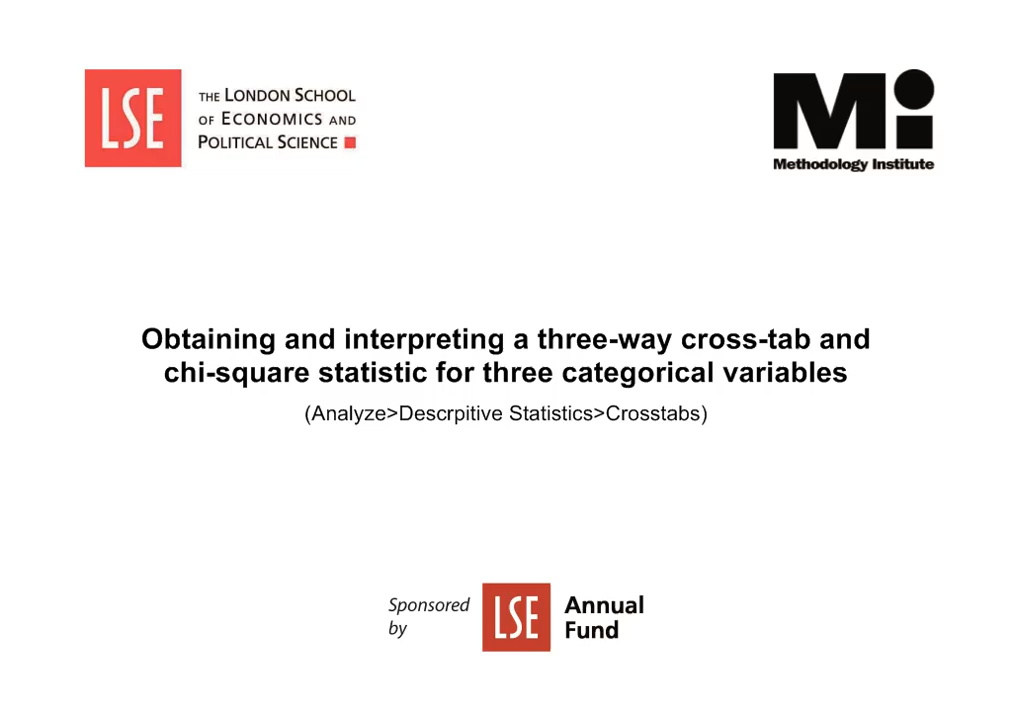 LSE
THE LONDON SCHOOL
OF ECONOMICS AND
POLITICAL SCIENCE
Mi
Methodology Institute
Obtaining and interpreting a three-way cross-tab and
chi-square statistic for three categorical variables
(Analyze>Descrpitive Statistics>Crosstabs)
Sponsored
by
LSE
Annual
Fund